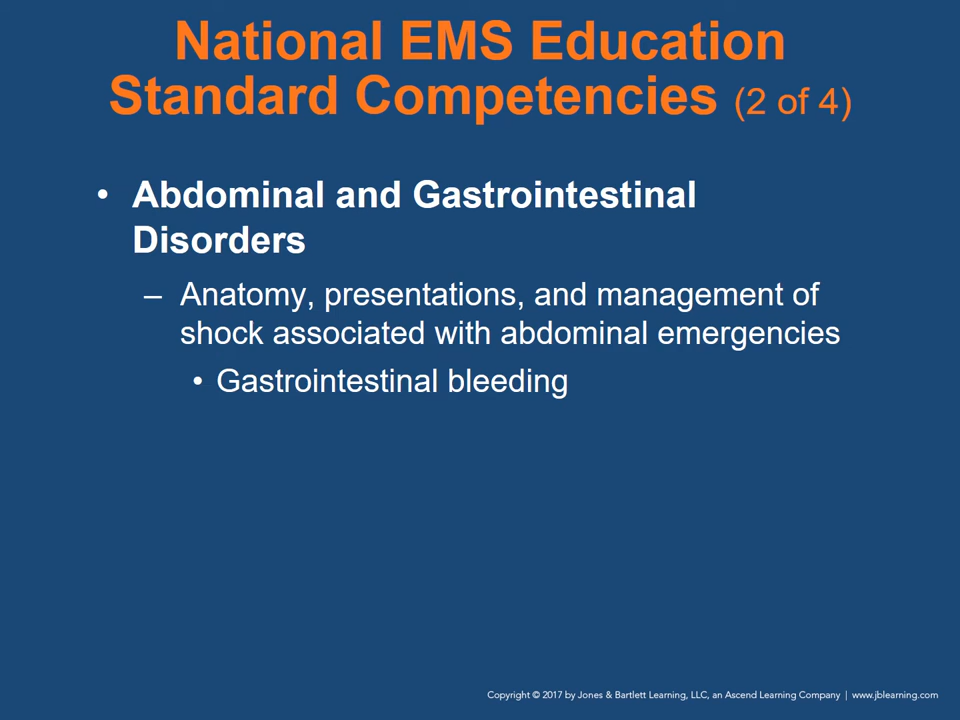 National EMS Education
Standard Competencies (2 of 4)
• Abdominal and Gastrointestinal
Disorders
– Anatomy, presentations, and management of
shock associated with abdominal emergencies
• Gastrointestinal bleeding
Copyright © 2017 by Jones & Bartlett Learning, LLC, an Ascend Learning Company | www.jblearning.com